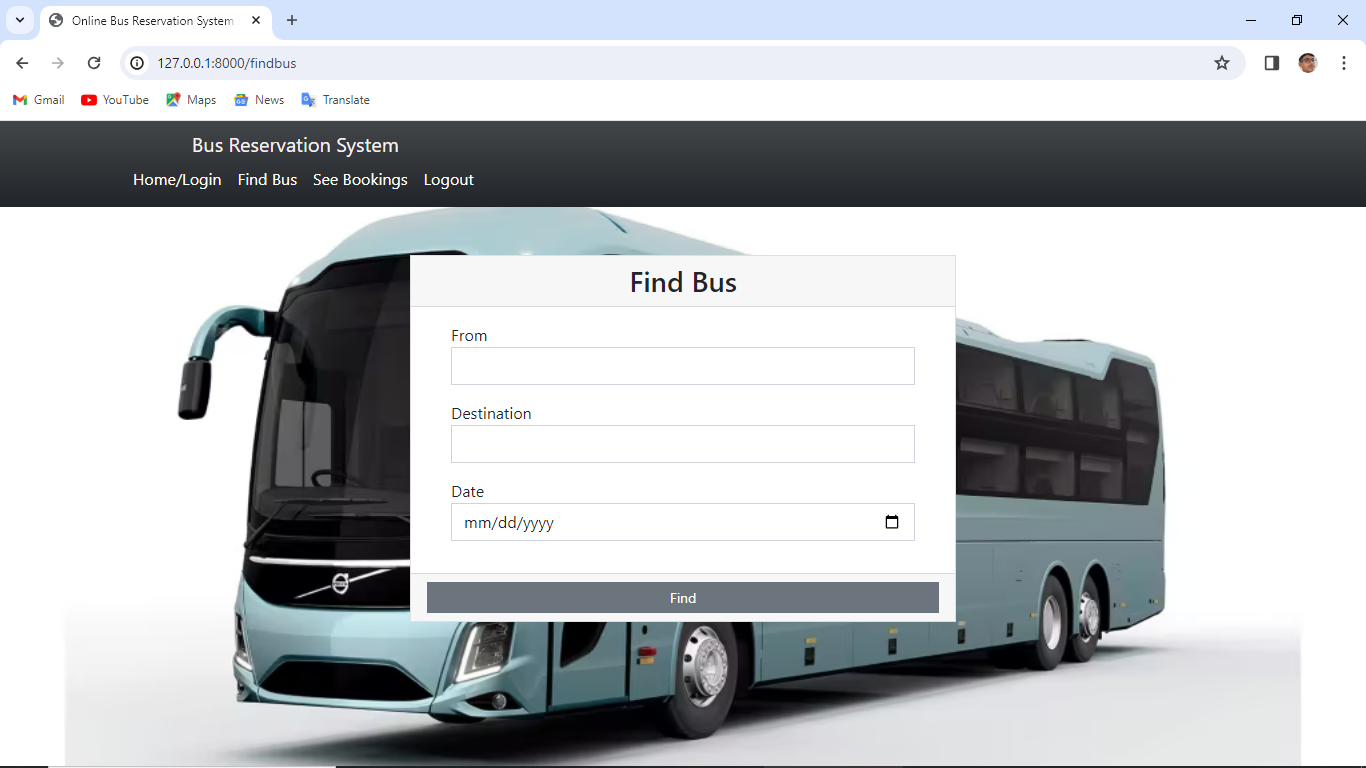 Online Bus Reservation System
127.0.0.1:8000/findbus
Gmail YouTube Maps News Translate
Bus Reservation System
Home/Login Find Bus See Bookings Logout
Find Bus
From
Destination
Date
mm/dd/yyyy
Find